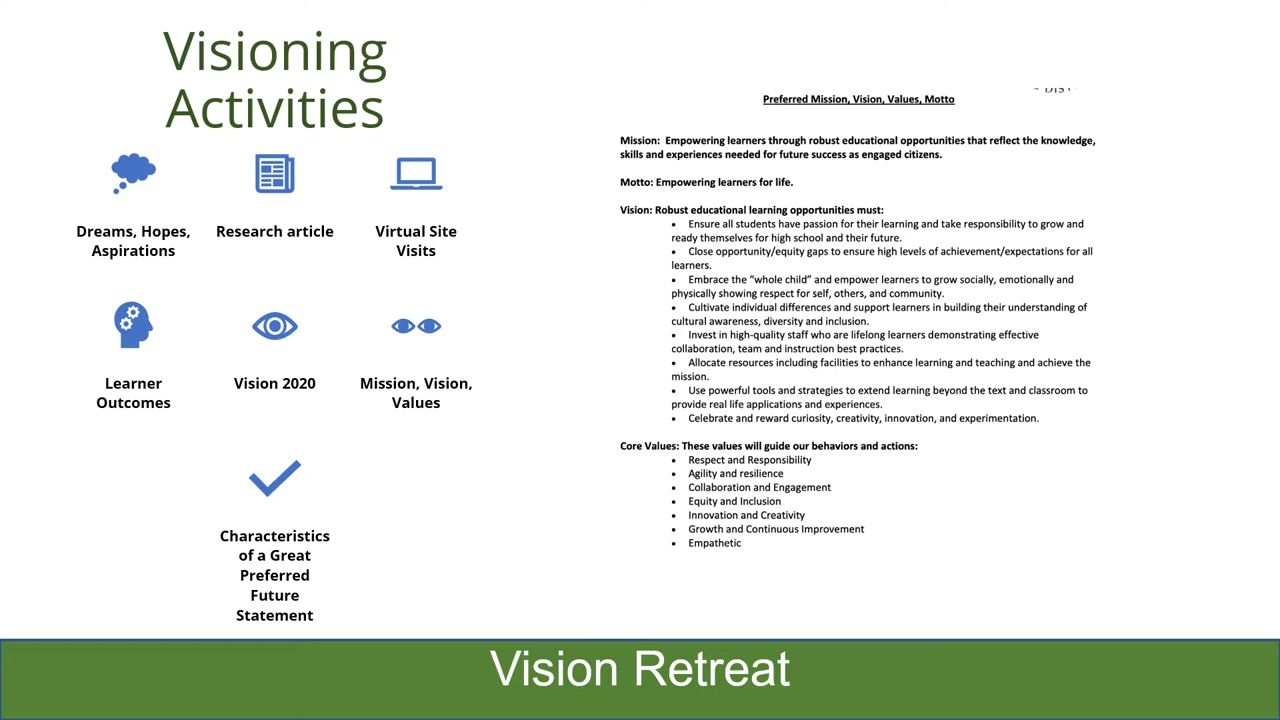 Visioning
Activities
Dreams, Hopes,
Aspirations
Research article
Virtual Site
Visits
Learner
Outcomes
Vision 2020
Mission, Vision,
Values
Characteristics
of a Great
Preferred
Future
Statement
Preferred Mission, Vision, Values, Motto
Mission: Empowering learners through robust educational opportunities that reflect the knowledge,
skills and experiences needed for future success as engaged citizens.
Motto: Empowering learners for life.
Vision: Robust educational learning opportunities must:
• Ensure all students have passion for their learning and take responsibility to grow and
ready themselves for high school and their future.
• Close opportunity/equity gaps to ensure high levels of achievement/expectations for all
learners.
• Embrace the “whole child” and empower learners to grow socially, emotionally and
physically showing respect for self, others, and community.
• Cultivate individual differences and support learners in building their understanding of
cultural awareness, diversity and inclusion.
• Invest in high-quality staff who are lifelong learners demonstrating effective
collaboration, team and instruction best practices.
• Allocate resources including facilities to enhance learning and teaching and achieve the
mission.
• Use powerful tools and strategies to extend learning beyond the text and classroom to
provide real life applications and experiences.
• Celebrate and reward curiosity, creativity, innovation, and experimentation.
Core Values: These values will guide our behaviors and actions:
• Respect and Responsibility
• Agility and resilience
• Collaboration and Engagement
• Equity and Inclusion
• Innovation and Creativity
• Growth and Continuous Improvement
• Empathetic
Vision Retreat